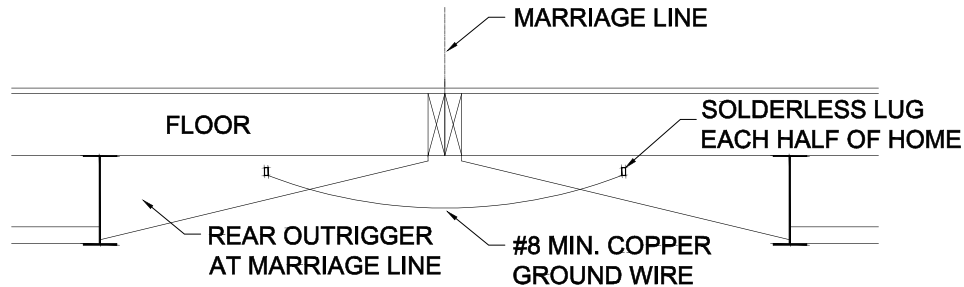 MARRIAGE LINE
FLOOR
SOLDERLESS LUG
EACH HALF OF HOME
REAR OUTRIGGER
AT MARRIAGE LINE
#8 MIN. COPPER
GROUND WIRE